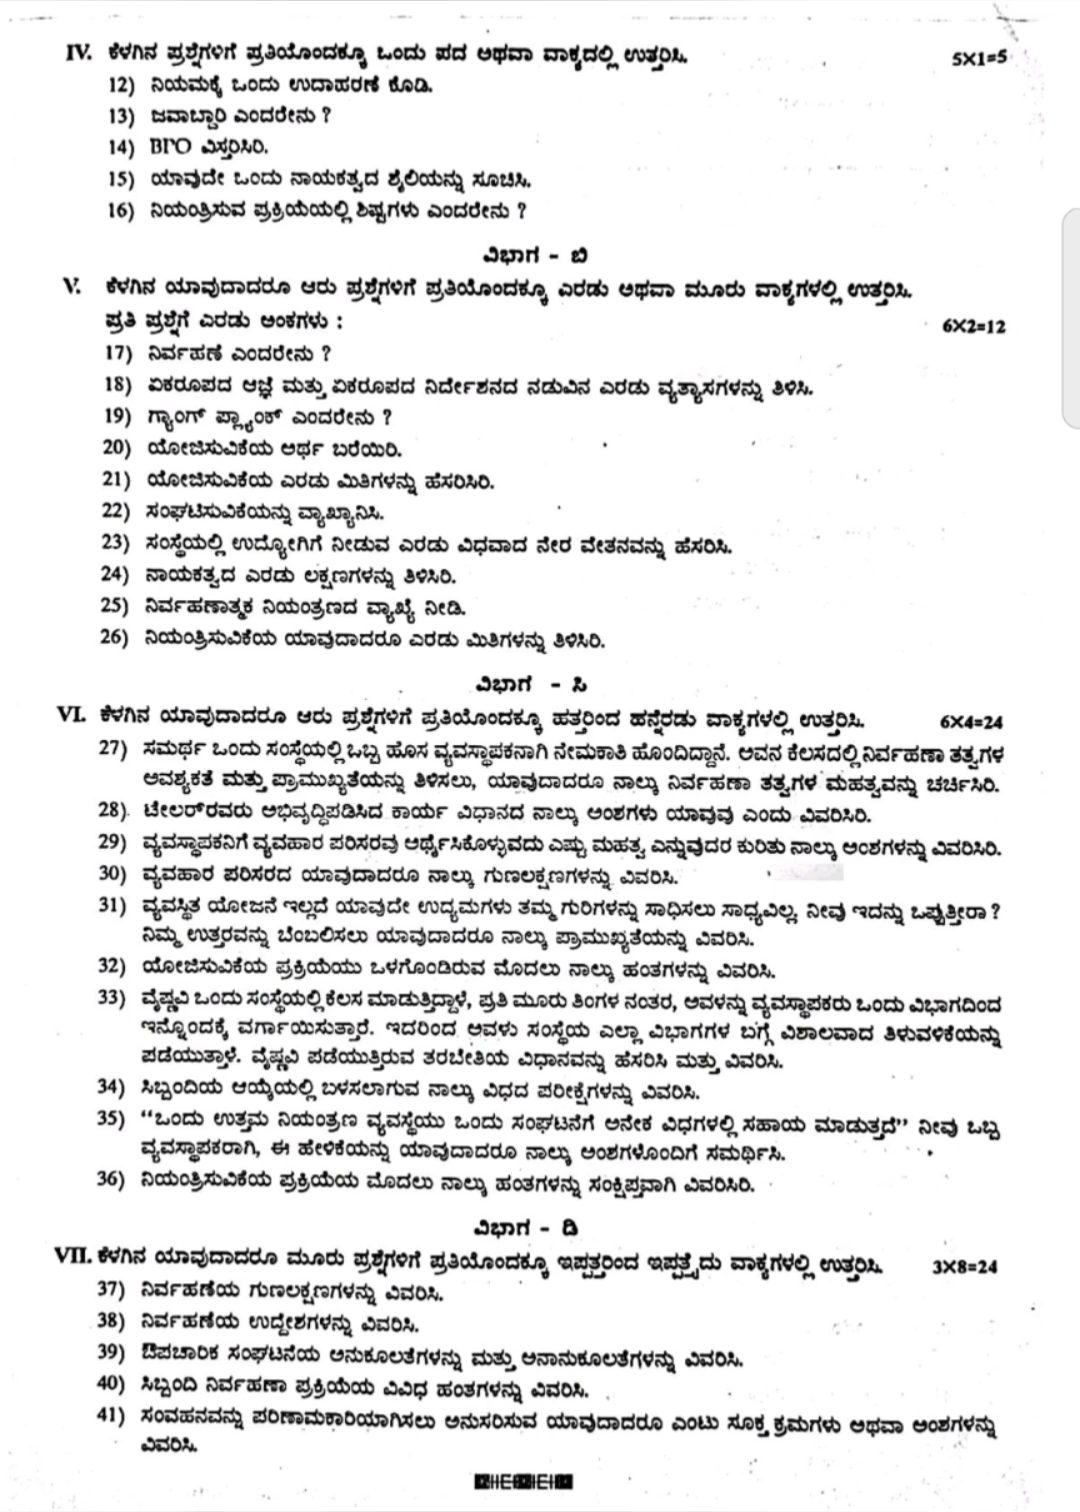 IV. ಕೆಳಗಿನ ಪ್ರಶ್ನೆಗಳಿಗೆ ಪ್ರತಿಯೊಂದಕ್ಕೂ ಒಂದು ಪದ ಅಥವಾ ವಾಕ್ಯದಲ್ಲಿ ಉತ್ತರಿಸಿ. 5X1=5
12) ನಿಯಮಕ್ಕೆ ಒಂದು ಉದಾಹರಣೆ ಕೊಡಿ.
13) ಜವಾಬ್ದಾರಿ ಎಂದರೇನು ?
14) BPO ವಿಸ್ತರಿಸಿರಿ.
15) ಯಾವುದೇ ಒಂದು ನಾಯಕತ್ವದ ಶೈಲಿಯನ್ನು ಸೂಚಿಸಿ.
16) ನಿಯಂತ್ರಿಸುವ ಪ್ರಕ್ರಿಯೆಯಲ್ಲಿ ಶಿಷ್ಟಗಳು ಎಂದರೇನು ?
ವಿಭಾಗ - ಬಿ
V. ಕೆಳಗಿನ ಯಾವುದಾದರೂ ಆರು ಪ್ರಶ್ನೆಗಳಿಗೆ ಪ್ರತಿಯೊಂದಕ್ಕೂ ಎರಡು ಅಥವಾ ಮೂರು ವಾಕ್ಯಗಳಲ್ಲಿ ಉತ್ತರಿಸಿ.
ಪ್ರತಿ ಪ್ರಶ್ನೆಗೆ ಎರಡು ಅಂಕಗಳು : 6X2=12
17) ನಿರ್ವಹಣೆ ಎಂದರೇನು ?
18) ಏಕರೂಪದ ಆಜ್ಞೆ ಮತ್ತು ಏಕರೂಪದ ನಿರ್ದೇಶನದ ನಡುವಿನ ಎರಡು ವ್ಯತ್ಯಾಸಗಳನ್ನು ತಿಳಿಸಿ.
19) ಗ್ಯಾಂಗ್ ಪ್ಲ್ಯಾಂಕ್ ಎಂದರೇನು ?
20) ಯೋಜಿಸುವಿಕೆಯ ಅರ್ಥ ಬರೆಯಿರಿ.
21) ಯೋಜಿಸುವಿಕೆಯ ಎರಡು ಮಿತಿಗಳನ್ನು ಹೆಸರಿಸಿರಿ.
22) ಸಂಘಟಿಸುವಿಕೆಯನ್ನು ವ್ಯಾಖ್ಯಾನಿಸಿ.
23) ಸಂಸ್ಥೆಯಲ್ಲಿ ಉದ್ಯೋಗಿಗೆ ನೀಡುವ ಎರಡು ವಿಧವಾದ ನೇರ ವೇತನವನ್ನು ಹೆಸರಿಸಿ.
24) ನಾಯಕತ್ವದ ಎರಡು ಲಕ್ಷಣಗಳನ್ನು ತಿಳಿಸಿರಿ.
25) ನಿರ್ವಹಣಾತ್ಮಕ ನಿಯಂತ್ರಣದ ವ್ಯಾಖ್ಯೆ ನೀಡಿ.
26) ನಿಯಂತ್ರಿಸುವಿಕೆಯ ಯಾವುದಾದರೂ ಎರಡು ಮಿತಿಗಳನ್ನು ತಿಳಿಸಿರಿ.
ವಿಭಾಗ - ಸಿ
VI. ಕೆಳಗಿನ ಯಾವುದಾದರೂ ಆರು ಪ್ರಶ್ನೆಗಳಿಗೆ ಪ್ರತಿಯೊಂದಕ್ಕೂ ಹತ್ತರಿಂದ ಹನ್ನೆರಡು ವಾಕ್ಯಗಳಲ್ಲಿ ಉತ್ತರಿಸಿ. 6X4=24
27) ಸಮರ್ಥ ಒಂದು ಸಂಸ್ಥೆಯಲ್ಲಿ ಒಬ್ಬ ಹೊಸ ವ್ಯವಸ್ಥಾಪಕನಾಗಿ ನೇಮಕಾತಿ ಹೊಂದಿದ್ದಾನೆ. ಅವನ ಕೆಲಸದಲ್ಲಿ ನಿರ್ವಹಣಾ ತತ್ವಗಳ
ಅವಶ್ಯಕತೆ ಮತ್ತು ಪ್ರಾಮುಖ್ಯತೆಯನ್ನು ತಿಳಿಸಲು, ಯಾವುದಾದರೂ ನಾಲ್ಕು ನಿರ್ವಹಣಾ ತತ್ವಗಳ ಮಹತ್ವವನ್ನು ಚರ್ಚಿಸಿರಿ.
28) ಟೇಲರ್‌ರವರು ಅಭಿವೃದ್ಧಿಪಡಿಸಿದ ಕಾರ್ಯ ವಿಧಾನದ ನಾಲ್ಕು ಅಂಶಗಳು ಯಾವುವು ಎಂದು ವಿವರಿಸಿರಿ.
29) ವ್ಯವಸ್ಥಾಪಕನಿಗೆ ವ್ಯವಹಾರ ಪರಿಸರವು ಅರ್ಥೈಸಿಕೊಳ್ಳುವದು ಎಷ್ಟು ಮಹತ್ವ ಎನ್ನುವುದರ ಕುರಿತು ನಾಲ್ಕು ಅಂಶಗಳನ್ನು ವಿವರಿಸಿರಿ.
30) ವ್ಯವಹಾರ ಪರಿಸರದ ಯಾವುದಾದರೂ ನಾಲ್ಕು ಗುಣಲಕ್ಷಣಗಳನ್ನು ವಿವರಿಸಿ.
31) ವ್ಯವಸ್ಥಿತ ಯೋಜನೆ ಇಲ್ಲದೆ ಯಾವುದೇ ಉದ್ಯಮಗಳು ತಮ್ಮ ಗುರಿಗಳನ್ನು ಸಾಧಿಸಲು ಸಾಧ್ಯವಿಲ್ಲ. ನೀವು ಇದನ್ನು ಒಪ್ಪುತ್ತೀರಾ ?
ನಿಮ್ಮ ಉತ್ತರವನ್ನು ಬೆಂಬಲಿಸಲು ಯಾವುದಾದರೂ ನಾಲ್ಕು ಪ್ರಾಮುಖ್ಯತೆಯನ್ನು ವಿವರಿಸಿ.
32) ಯೋಜಿಸುವಿಕೆಯ ಪ್ರಕ್ರಿಯೆಯು ಒಳಗೊಂಡಿರುವ ಮೊದಲು ನಾಲ್ಕು ಹಂತಗಳನ್ನು ವಿವರಿಸಿ.
33) ವೈಷ್ಣವಿ ಒಂದು ಸಂಸ್ಥೆಯಲ್ಲಿ ಕೆಲಸ ಮಾಡುತ್ತಿದ್ದಾಳೆ, ಪ್ರತಿ ಮೂರು ತಿಂಗಳ ನಂತರ, ಅವಳನ್ನು ವ್ಯವಸ್ಥಾಪಕರು ಒಂದು ವಿಭಾಗದಿಂದ
ಇನ್ನೊಂದಕ್ಕೆ ವರ್ಗಾಯಿಸುತ್ತಾರೆ. ಇದರಿಂದ ಅವಳು ಸಂಸ್ಥೆಯ ಎಲ್ಲಾ ವಿಭಾಗಗಳ ಬಗ್ಗೆ ವಿಶಾಲವಾದ ತಿಳುವಳಿಕೆಯನ್ನು
ಪಡೆಯುತ್ತಾಳೆ. ವೈಷ್ಣವಿ ಪಡೆಯುತ್ತಿರುವ ತರಬೇತಿಯ ವಿಧಾನವನ್ನು ಹೆಸರಿಸಿ ಮತ್ತು ವಿವರಿಸಿ.
34) ಸಿಬ್ಬಂದಿಯ ಆಯ್ಕೆಯಲ್ಲಿ ಬಳಸಲಾಗುವ ನಾಲ್ಕು ವಿಧದ ಪರೀಕ್ಷೆಗಳನ್ನು ವಿವರಿಸಿ.
35) “ಒಂದು ಉತ್ತಮ ನಿಯಂತ್ರಣ ವ್ಯವಸ್ಥೆಯು ಒಂದು ಸಂಘಟನೆಗೆ ಅನೇಕ ವಿಧಗಳಲ್ಲಿ ಸಹಾಯ ಮಾಡುತ್ತದೆ” ನೀವು ಒಬ್ಬ
ವ್ಯವಸ್ಥಾಪಕರಾಗಿ, ಈ ಹೇಳಿಕೆಯನ್ನು ಯಾವುದಾದರೂ ನಾಲ್ಕು ಅಂಶಗಳೊಂದಿಗೆ ಸಮರ್ಥಿಸಿ.
36) ನಿಯಂತ್ರಿಸುವಿಕೆಯ ಪ್ರಕ್ರಿಯೆಯ ಮೊದಲು ನಾಲ್ಕು ಹಂತಗಳನ್ನು ಸಂಕ್ಷಿಪ್ತವಾಗಿ ವಿವರಿಸಿರಿ.
ವಿಭಾಗ - ಡಿ
VII. ಕೆಳಗಿನ ಯಾವುದಾದರೂ ಮೂರು ಪ್ರಶ್ನೆಗಳಿಗೆ ಪ್ರತಿಯೊಂದಕ್ಕೂ ಇಪ್ಪತ್ತರಿಂದ ಇಪ್ಪತ್ತೈದು ವಾಕ್ಯಗಳಲ್ಲಿ ಉತ್ತರಿಸಿ. 3X8=24
37) ನಿರ್ವಹಣೆಯ ಗುಣಲಕ್ಷಣಗಳನ್ನು ವಿವರಿಸಿ.
38) ನಿರ್ವಹಣೆಯ ಉದ್ದೇಶಗಳನ್ನು ವಿವರಿಸಿ.
39) ಔಪಚಾರಿಕ ಸಂಘಟನೆಯ ಅನುಕೂಲತೆಗಳನ್ನು ಮತ್ತು ಅನಾನುಕೂಲತೆಗಳನ್ನು ವಿವರಿಸಿ.
40) ಸಿಬ್ಬಂದಿ ನಿರ್ವಹಣಾ ಪ್ರಕ್ರಿಯೆಯ ವಿವಿಧ ಹಂತಗಳನ್ನು ವಿವರಿಸಿ.
41) ಸಂವಹನವನ್ನು ಪರಿಣಾಮಕಾರಿಯಾಗಿಸಲು ಅನುಸರಿಸುವ ಯಾವುದಾದರೂ ಎಂಟು ಸೂಕ್ತ ಕ್ರಮಗಳು ಅಥವಾ ಅಂಶಗಳನ್ನು
ವಿವರಿಸಿ.